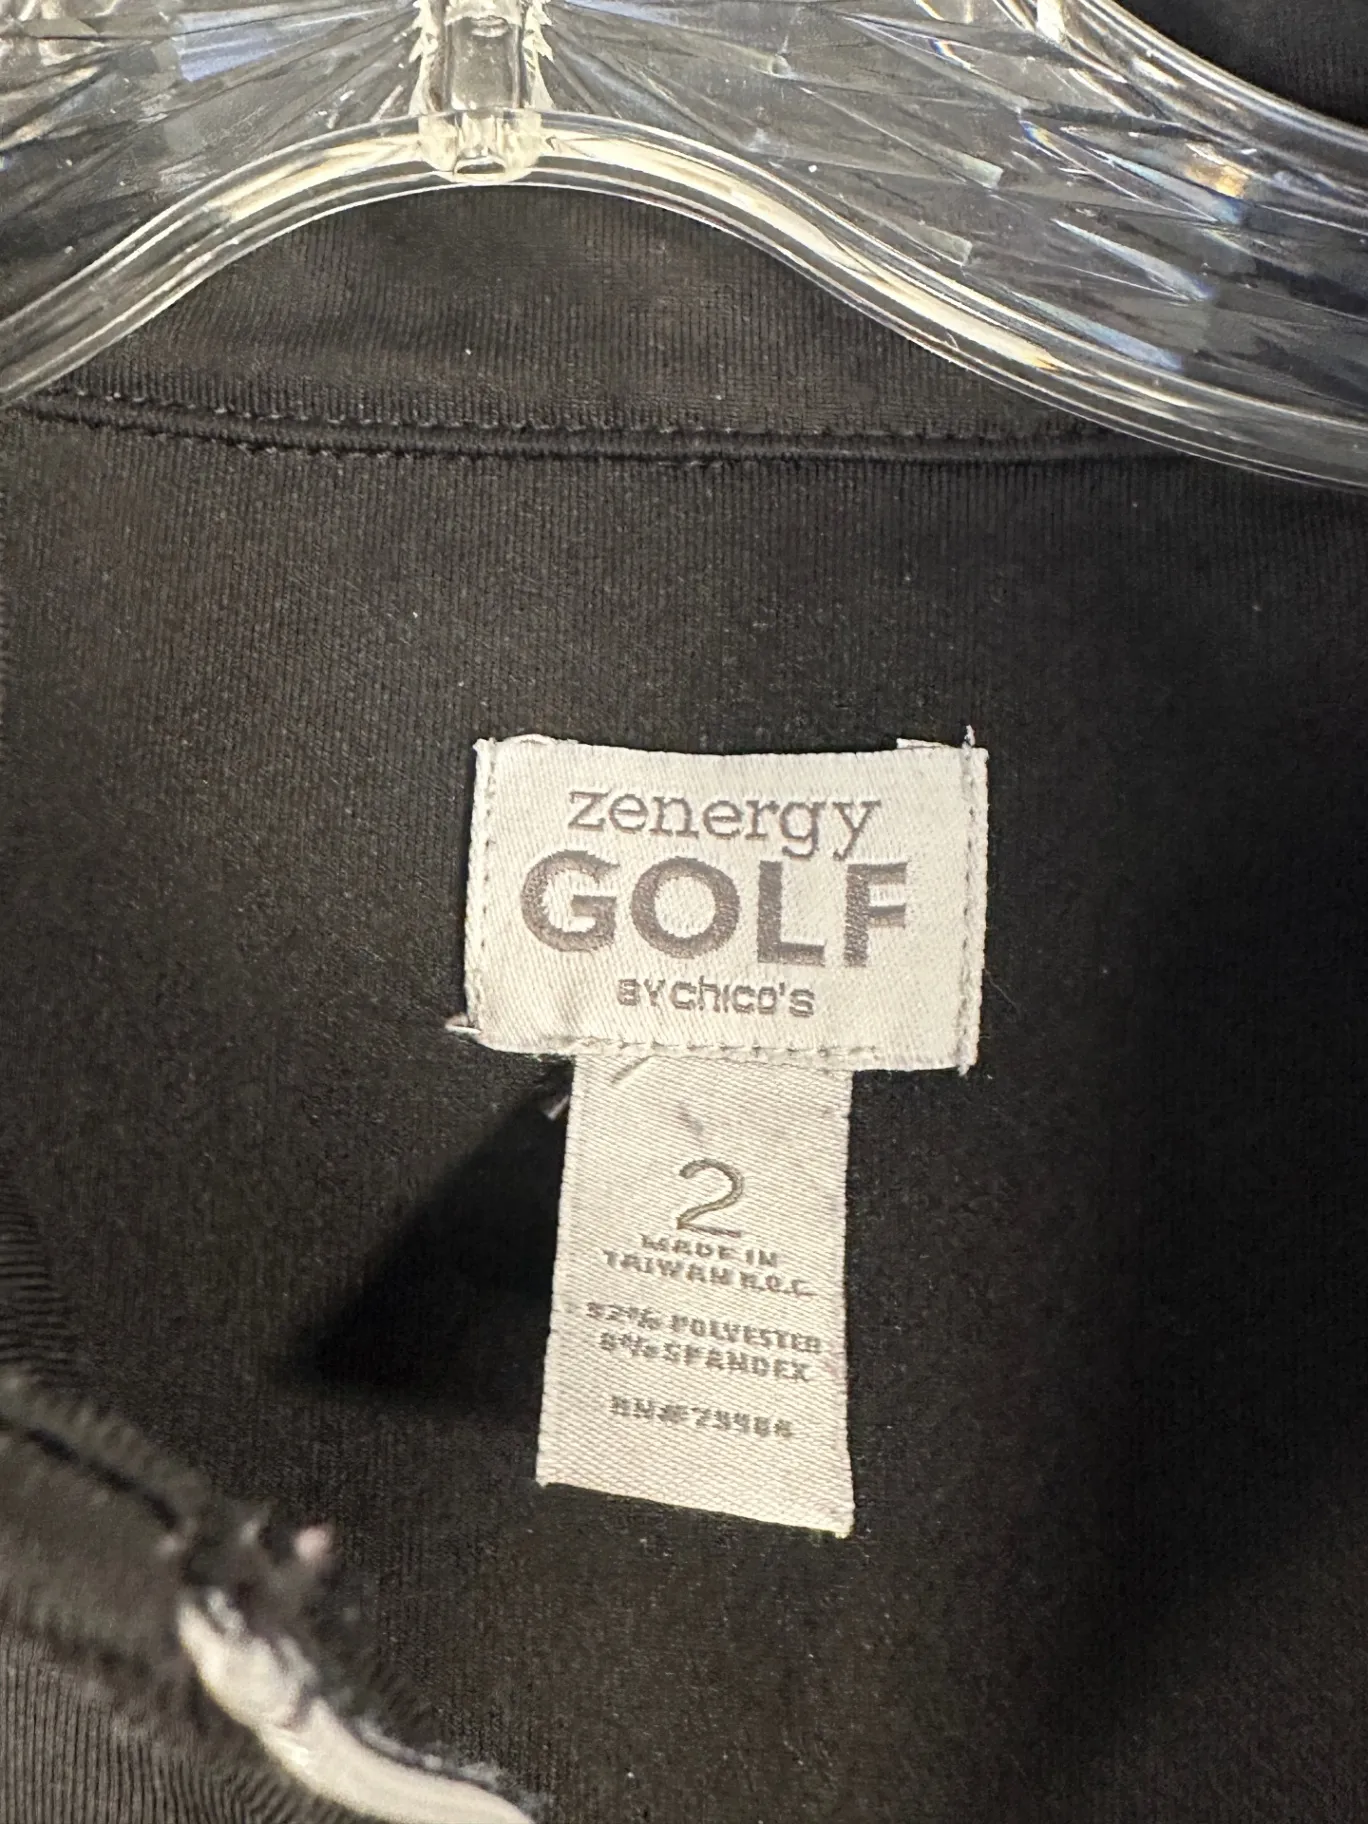 zenergy
GOLF
BY chico's
2
MADE IN
TAIWAN R.O.C.
92% POLYESTER
8% SPANDEX